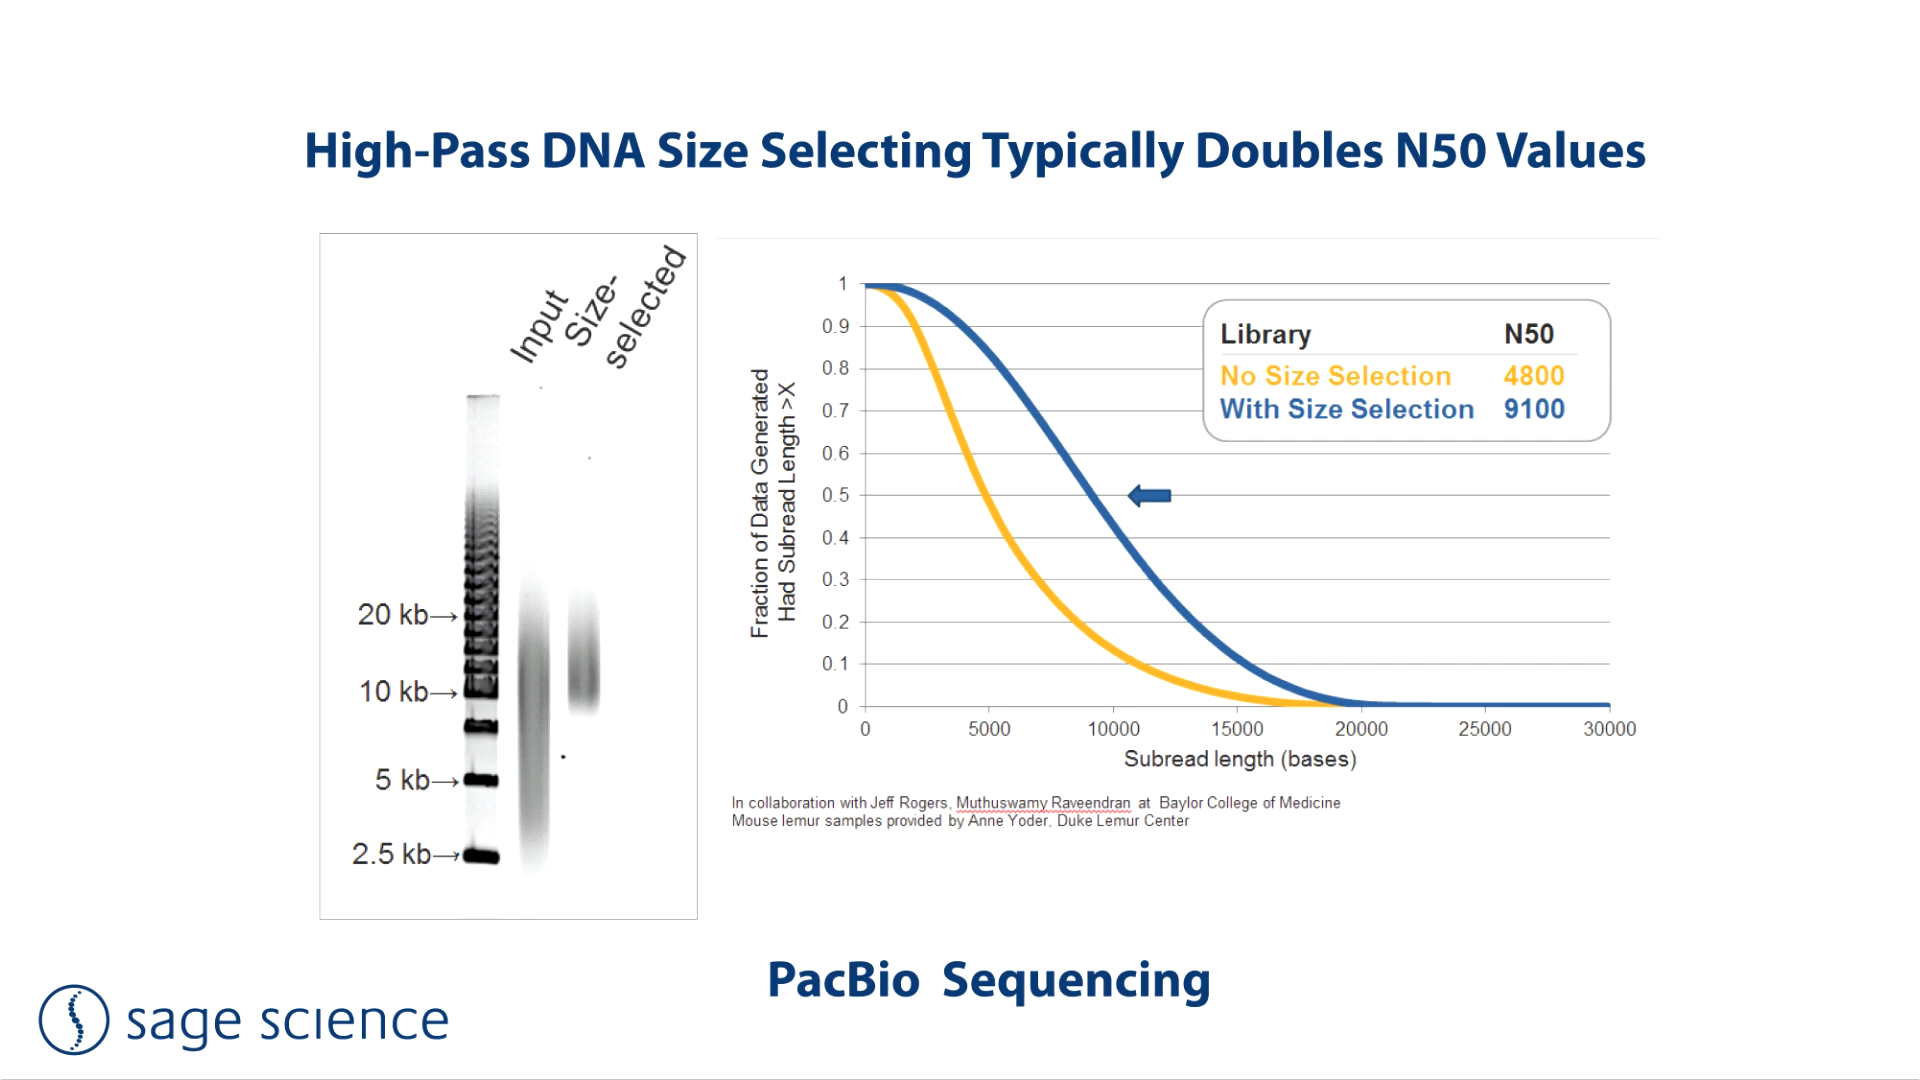 High-Pass DNA Size Selecting Typically Doubles N50 Values
Input
Size-
selected
20 kb→
10 kb→
5 kb→
2.5 kb→
Fraction of Data Generated
Had Subread Length >X
1
0.9
0.8
0.7
0.6
0.5
0.4
0.3
0.2
0.1
0
0 5000 10000 15000 20000 25000 30000
Subread length (bases)
Library N50
No Size Selection 4800
With Size Selection 9100
In collaboration with Jeff Rogers, Muthuswamy Raveendran at Baylor College of Medicine
Mouse lemur samples provided by Anne Yoder, Duke Lemur Center
PacBio Sequencing
sage science